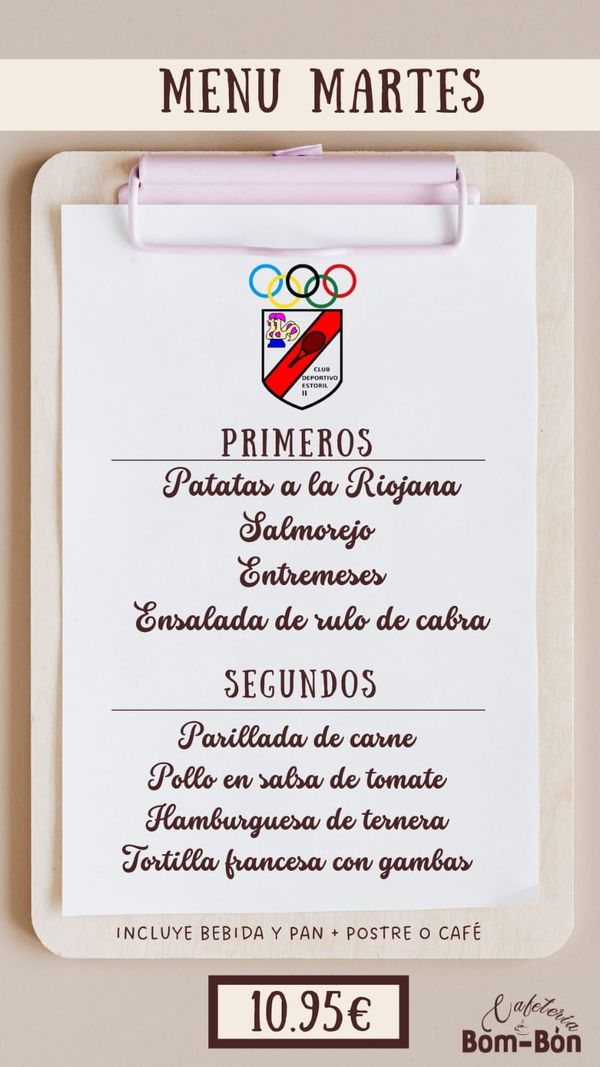 MENU MARTES
CLUB
DEPORTIVO
ESTORIL
II
PRIMEROS
Patatas a la Riojana
Salmorejo
Entremeses
Ensalada de rulo de cabra
SEGUNDOS
Parillada de carne
Pollo en salsa de tomate
Hamburguesa de ternera
Tortilla francesa con gambas
INCLUYE BEBIDA Y PAN + POSTRE O CAFÉ
10.95€
Cafetería
Bom-Bón